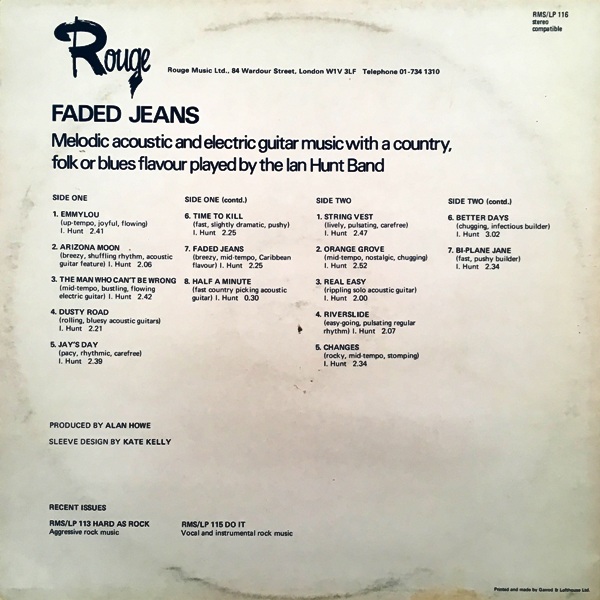 Rouge
RMS/LP 116
stereo
compatible
Rouge Music Ltd., 84 Wardour Street, London W1V 3LF Telephone 01-734 1310
FADED JEANS
Melodic acoustic and electric guitar music with a country,
folk or blues flavour played by the Ian Hunt Band
SIDE ONE
1. EMMYLOU
(up-tempo, joyful, flowing)
I. Hunt 2.41
2. ARIZONA MOON
(breezy, shuffling rhythm, acoustic
guitar feature) I. Hunt 2.06
3. THE MAN WHO CAN'T BE WRONG
(mid-tempo, bustling, flowing
electric guitar) I. Hunt 2.42
4. DUSTY ROAD
(rolling, bluesy acoustic guitars)
I. Hunt 2.21
5. JAY'S DAY
(pacy, rhythmic, carefree)
I. Hunt 2.39
SIDE ONE (contd.)
6. TIME TO KILL
(fast, slightly dramatic, pushy)
I. Hunt 2.25
7. FADED JEANS
(breezy, mid-tempo, Caribbean
flavour) I. Hunt 2.25
8. HALF A MINUTE
(fast country picking acoustic
guitar) I. Hunt 0.30
SIDE TWO
1. STRING VEST
(lively, pulsating, carefree)
I. Hunt 2.47
2. ORANGE GROVE
(mid-tempo, nostalgic, chugging)
I. Hunt 2.52
3. REAL EASY
(rippling solo acoustic guitar)
I. Hunt 2.00
4. RIVERSLIDE
(easy-going, pulsating regular
rhythm) I. Hunt 2.07
5. CHANGES
(rocky, mid-tempo, stomping)
I. Hunt 2.34
SIDE TWO (contd.)
6. BETTER DAYS
(chugging, infectious builder)
I. Hunt 3.02
7. BI-PLANE JANE
(fast, pushy builder)
I. Hunt 2.34
PRODUCED BY ALAN HOWE
SLEEVE DESIGN BY KATE KELLY
RECENT ISSUES
RMS/LP 113 HARD AS ROCK
Aggressive rock music
RMS/LP 115 DO IT
Vocal and instrumental rock music
Printed and made by Garrod & Lofthouse Ltd.